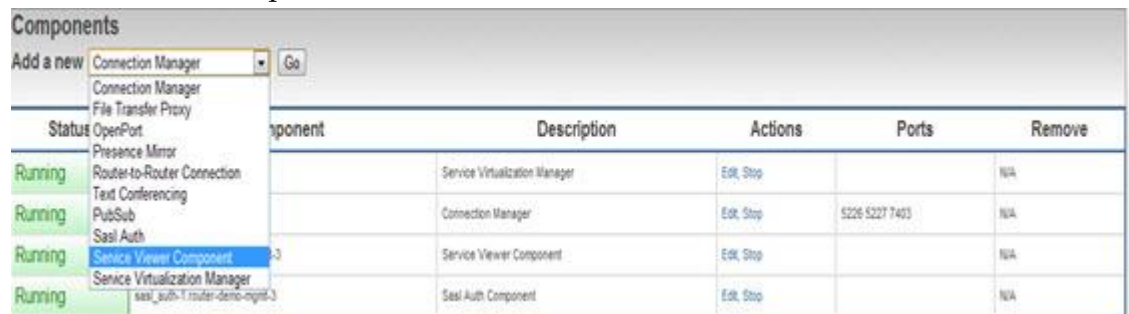 Components
Add a new Connection Manager Go
Connection Manager
File Transfer Proxy
OpenPort
Presence Mirror
Router-to-Router Connection
Text Conferencing
PubSub
Sasl Auth
Service Viewer Component
Service Virtualization Manager
Status ponent Description Actions Ports Remove
Running Service Virtualization Manager Edit, Stop N/A
Running Connection Manager Edit, Stop 5226 5227 7403 N/A
Running -3 Service Viewer Component Edit, Stop N/A
Running sasl_auth-1.router-demo-mgmt-3 Sasl Auth Component Edit, Stop N/A